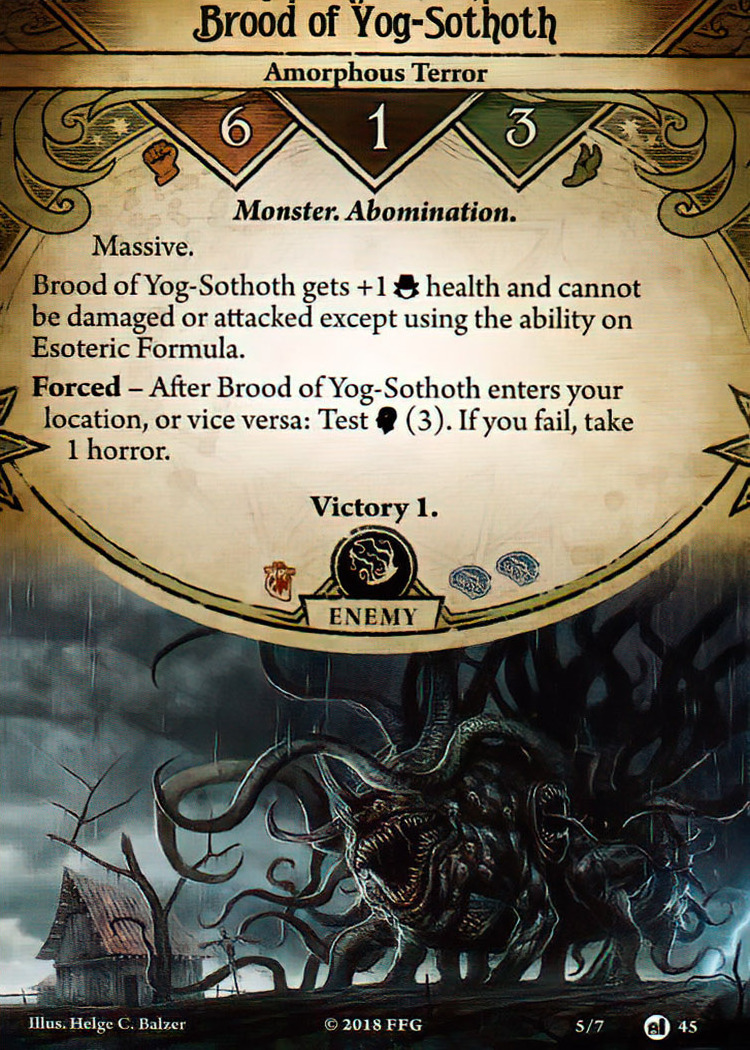 Brood of Yog-Sothoth
Amorphous Terror
6 1 3
Monster. Abomination.
Massive.
Brood of Yog-Sothoth gets +1 health and cannot
be damaged or attacked except using the ability on
Esoteric Formula.
Forced – After Brood of Yog-Sothoth enters your
location, or vice versa: Test (3). If you fail, take
1 horror.
Victory 1.
ENEMY
Illus. Helge C. Balzer © 2018 FFG 5/7 45